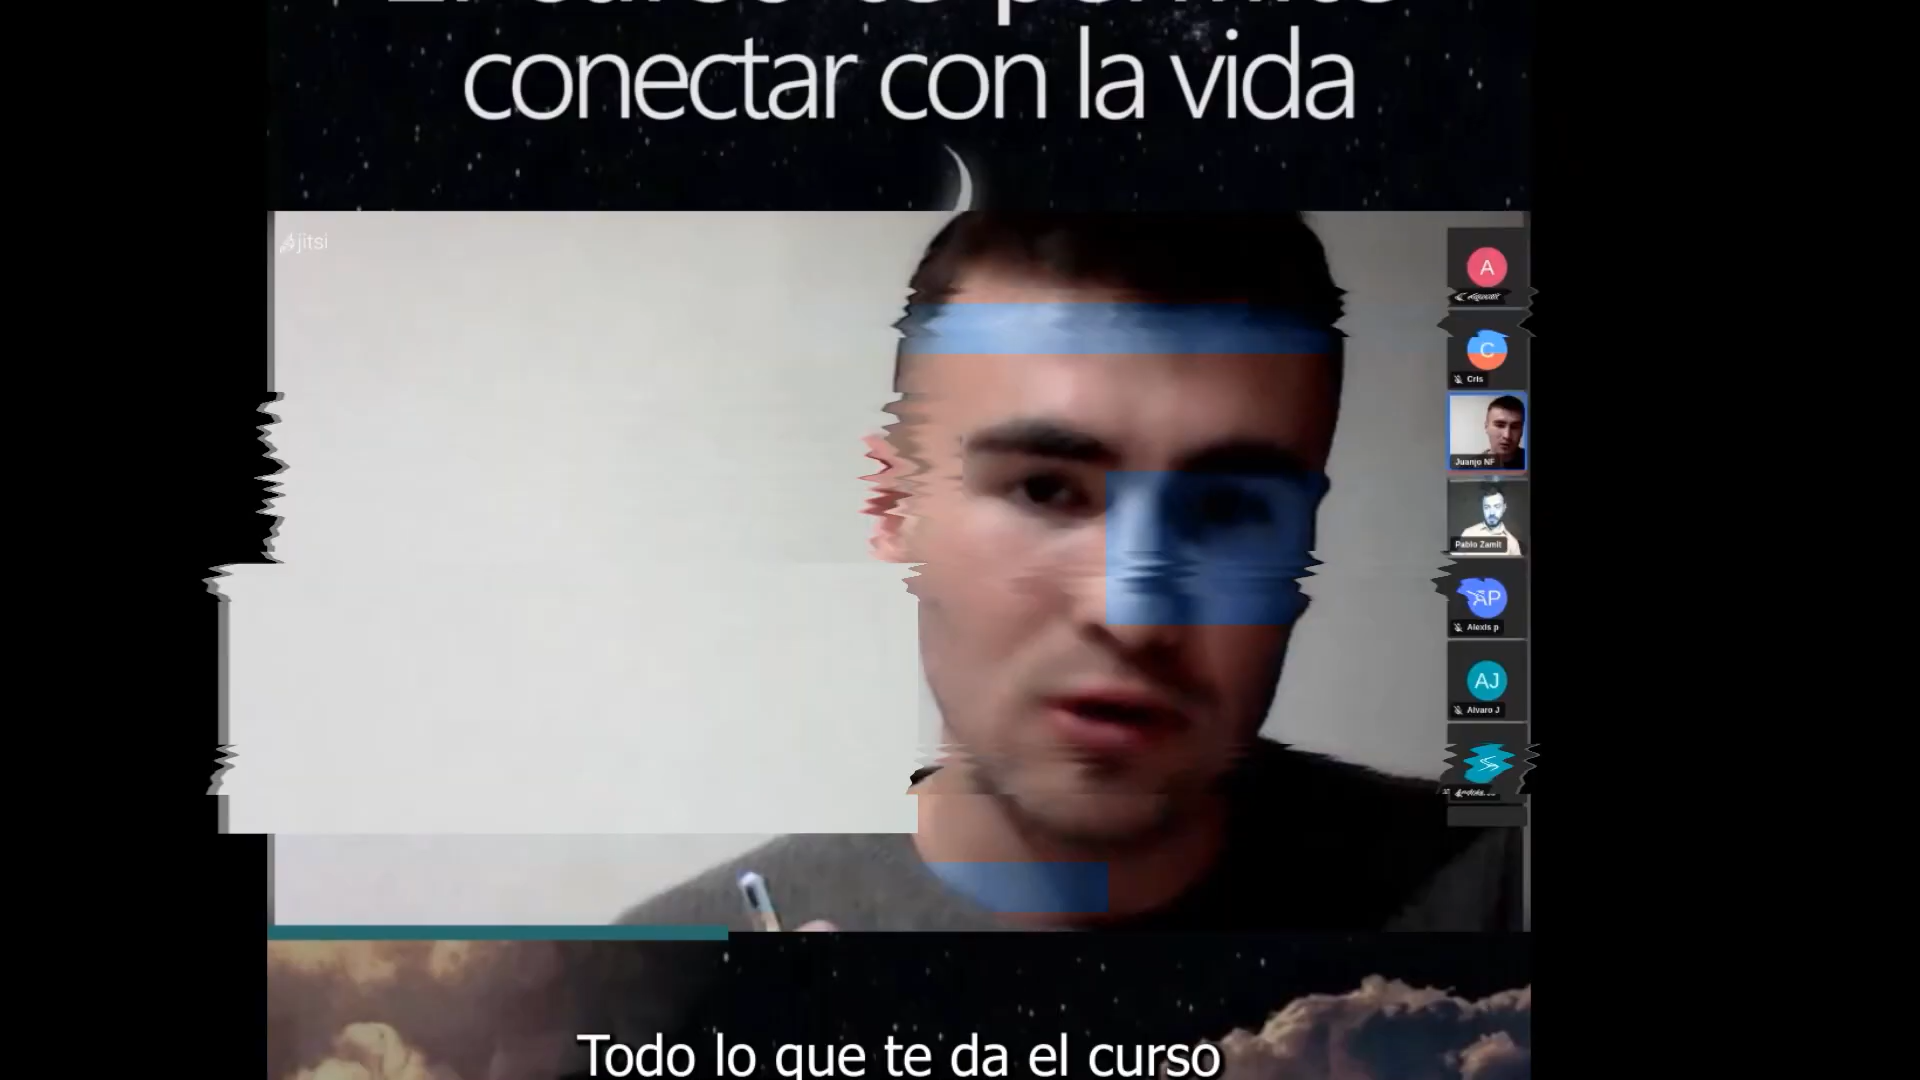 conectar con la vida
jitsi
A
C
Cris
Juanjo NF
Pablo Zamit
AP
Alexis p
AJ
Alvaro J
Todo lo que te da el curso